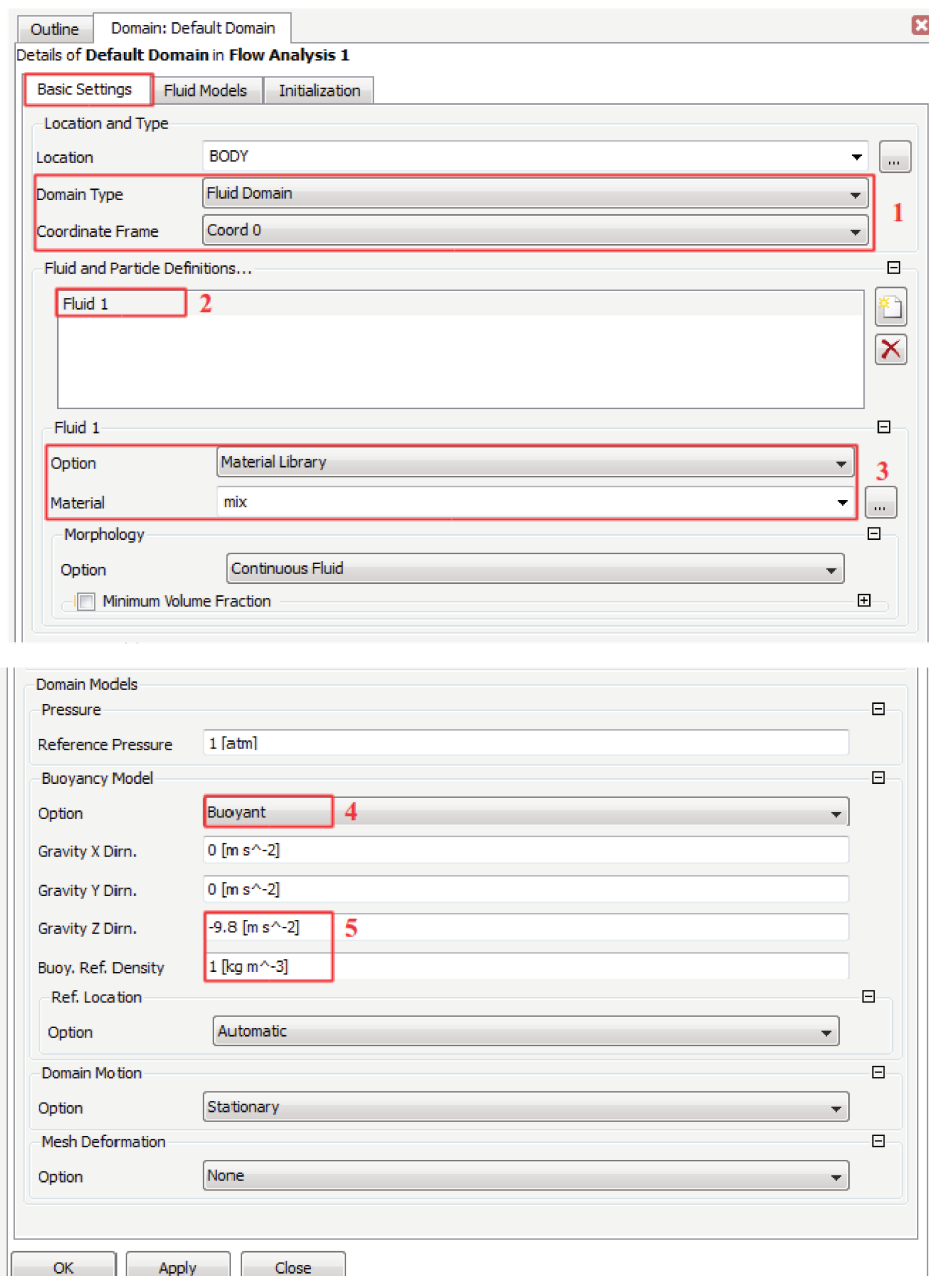 Outline Domain: Default Domain
Details of Default Domain in Flow Analysis 1
Basic Settings Fluid Models Initialization
Location and Type
Location BODY ...
Domain Type Fluid Domain
1
Coordinate Frame Coord 0
Fluid and Particle Definitions...
Fluid 1 2
Fluid 1
Option Material Library
3
Material mix ...
Morphology
Option Continuous Fluid
Minimum Volume Fraction
Domain Models
Pressure
Reference Pressure 1 [atm]
Buoyancy Model
Option Buoyant 4
Gravity X Dirn. 0 [m s^-2]
Gravity Y Dirn. 0 [m s^-2]
Gravity Z Dirn. -9.8 [m s^-2] 5
Buoy. Ref. Density 1 [kg m^-3]
Ref. Location
Option Automatic
Domain Motion
Option Stationary
Mesh Deformation
Option None
OK Apply Close